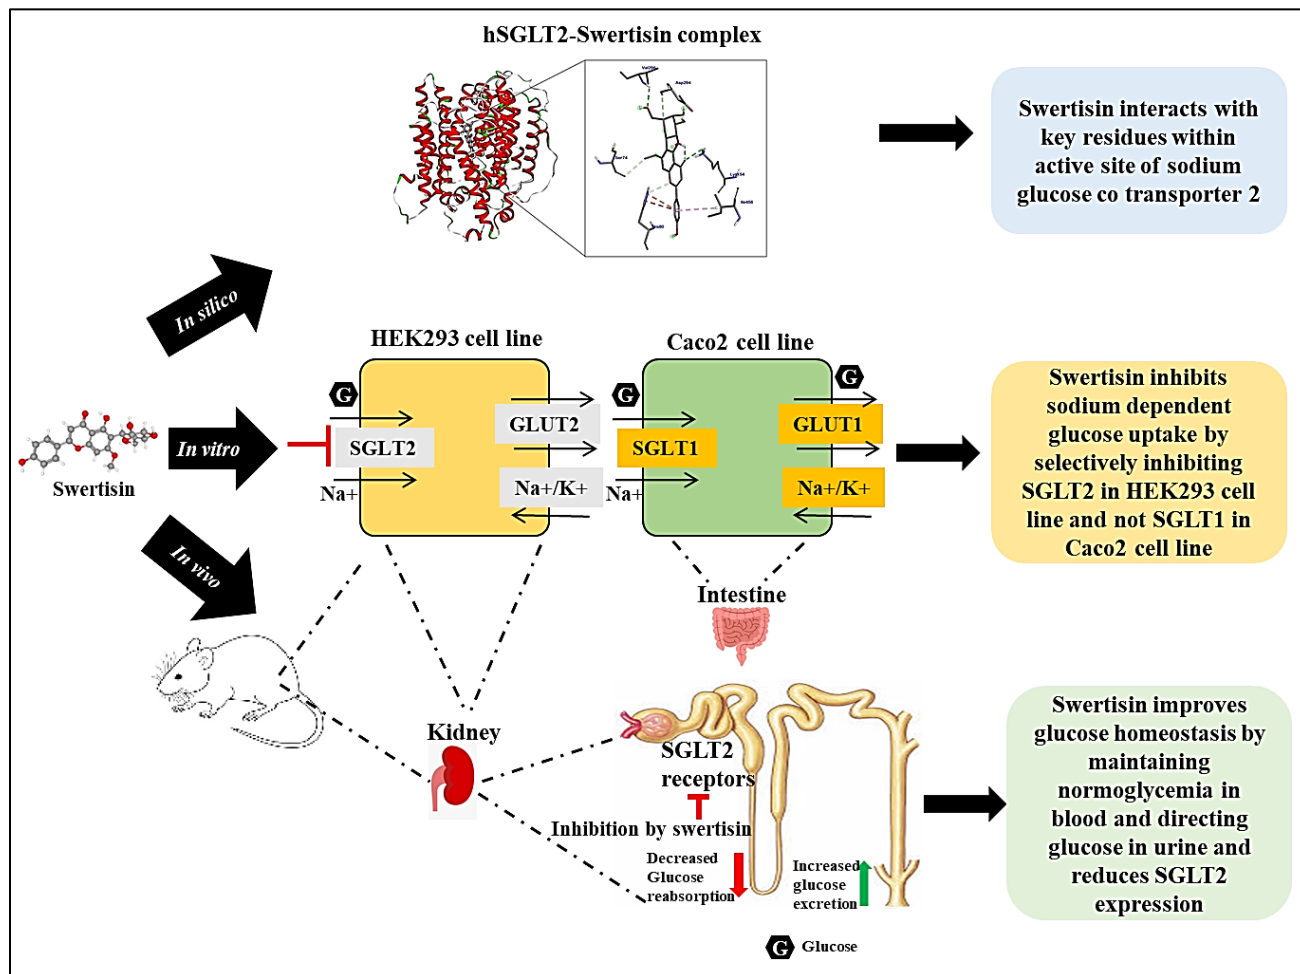 hSGLT2-Swertisin complex
Asp294
Swertisin interacts with
key residues within
active site of sodium
glucose co transporter 2
In silico
HEK293 cell line
Caco2 cell line
G
G
G
SGLT2
GLUT2
SGLT1
GLUT1
Na+
Na+/K+
Na+
Na+/K+
In vitro
Swertisin
Swertisin inhibits
sodium dependent
glucose uptake by
selectively inhibiting
SGLT2 in HEK293 cell
line and not SGLT1 in
Caco2 cell line
In vivo
Intestine
Kidney
SGLT2
receptors
Inhibition by swertisin
Decreased
Glucose
reabsorption
Increased
glucose
excretion
Swertisin improves
glucose homeostasis by
maintaining
normoglycemia in
blood and directing
glucose in urine and
reduces SGLT2
expression
G Glucose